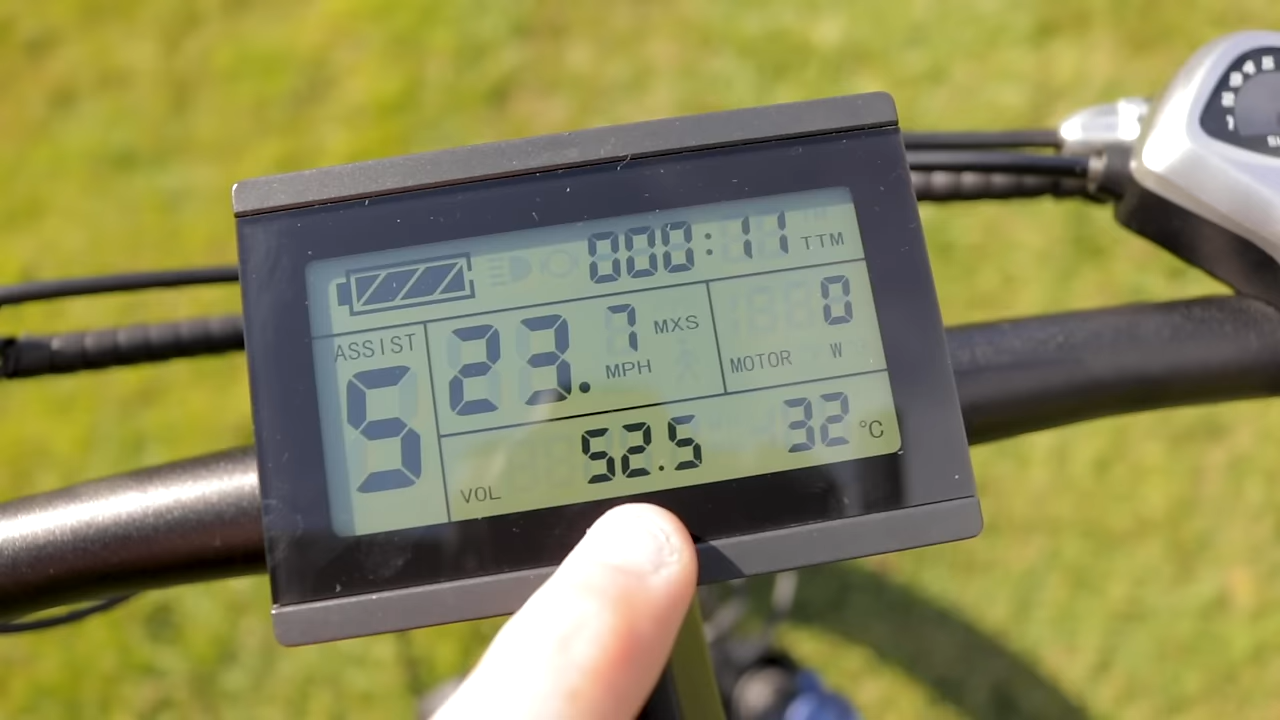 000:11 TTM
ASSIST
5
23.7 MXS
MPH
0
MOTOR W
VOL 52.5 32 °C